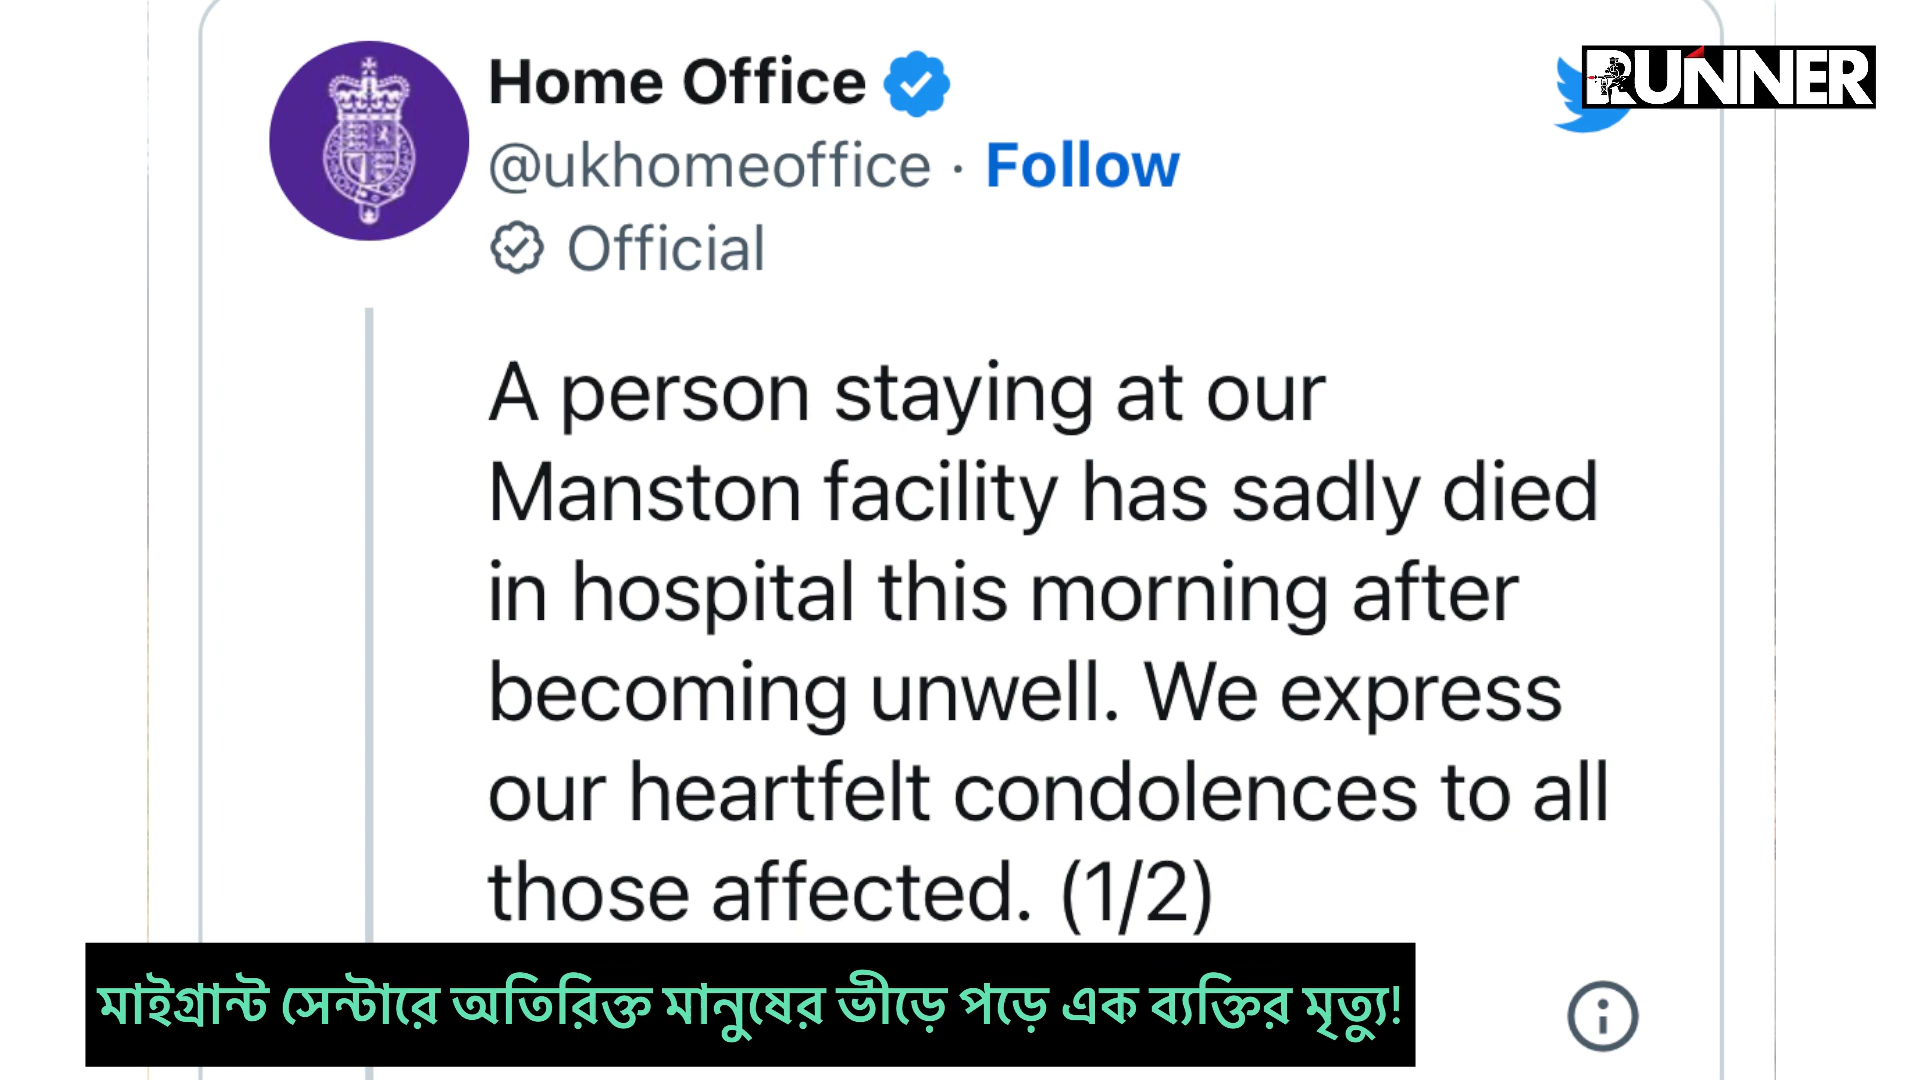 Home Office
RUNNER
@ukhomeoffice · Follow
Official
A person staying at our
Manston facility has sadly died
in hospital this morning after
becoming unwell. We express
our heartfelt condolences to all
those affected. (1/2)
মাইগ্রান্ট সেন্টারে অতিরিক্ত মানুষের ভীড়ে পড়ে এক ব্যক্তির মৃত্যু!